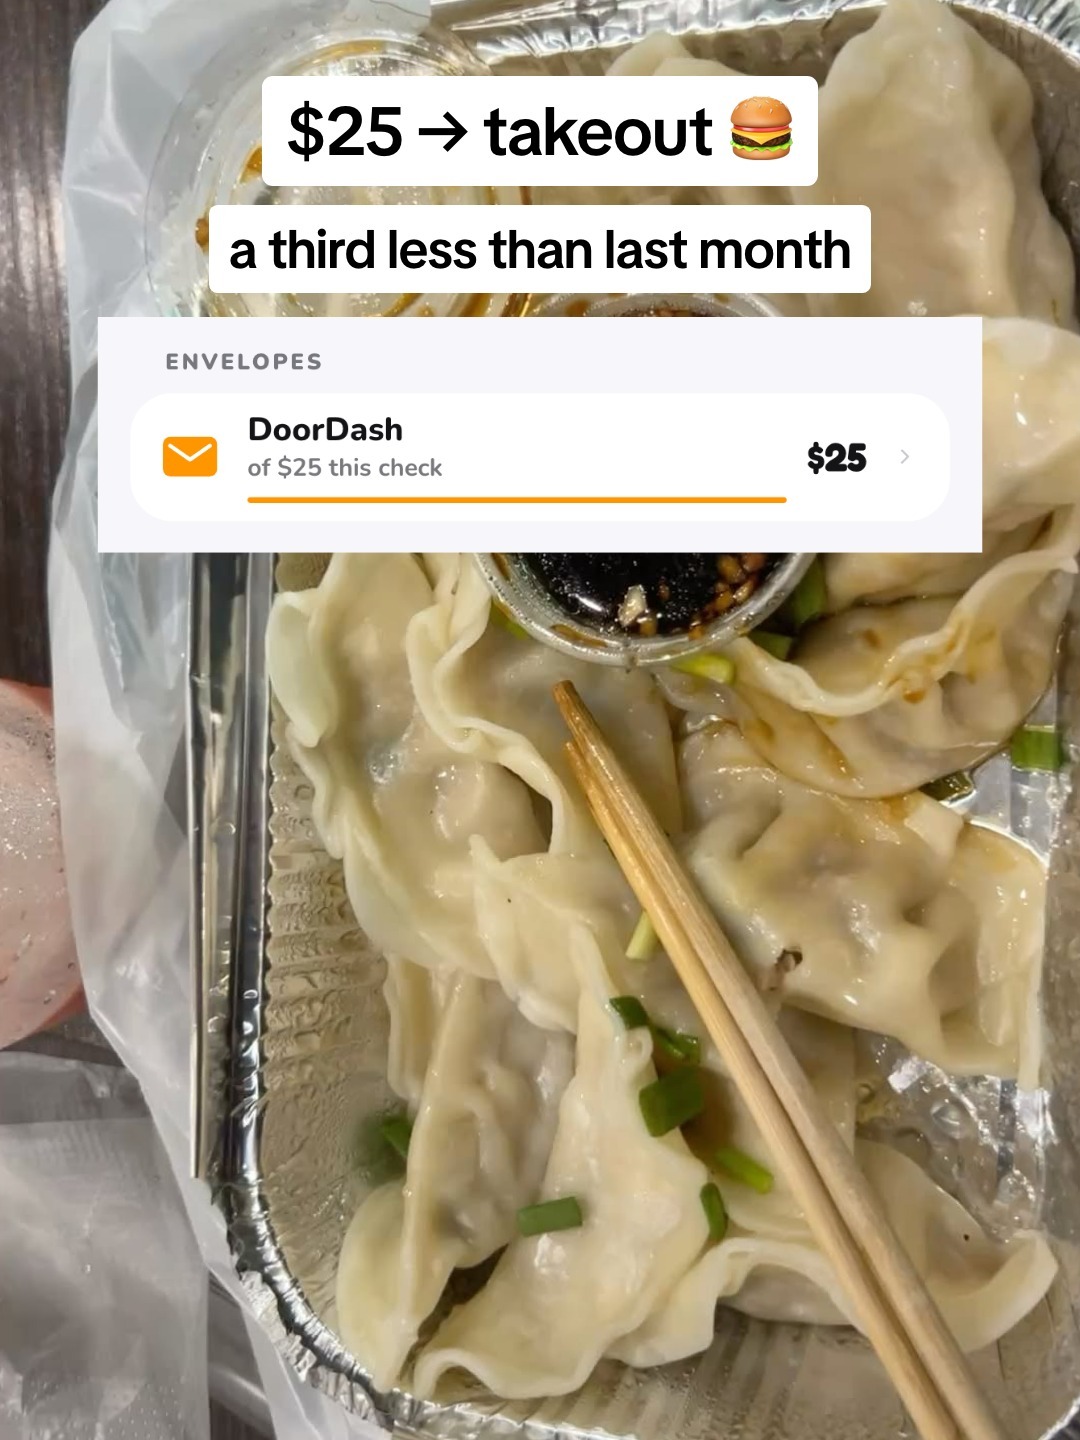 $25 → takeout 🍔
a third less than last month
ENVELOPES
DoorDash
of $25 this check
$25